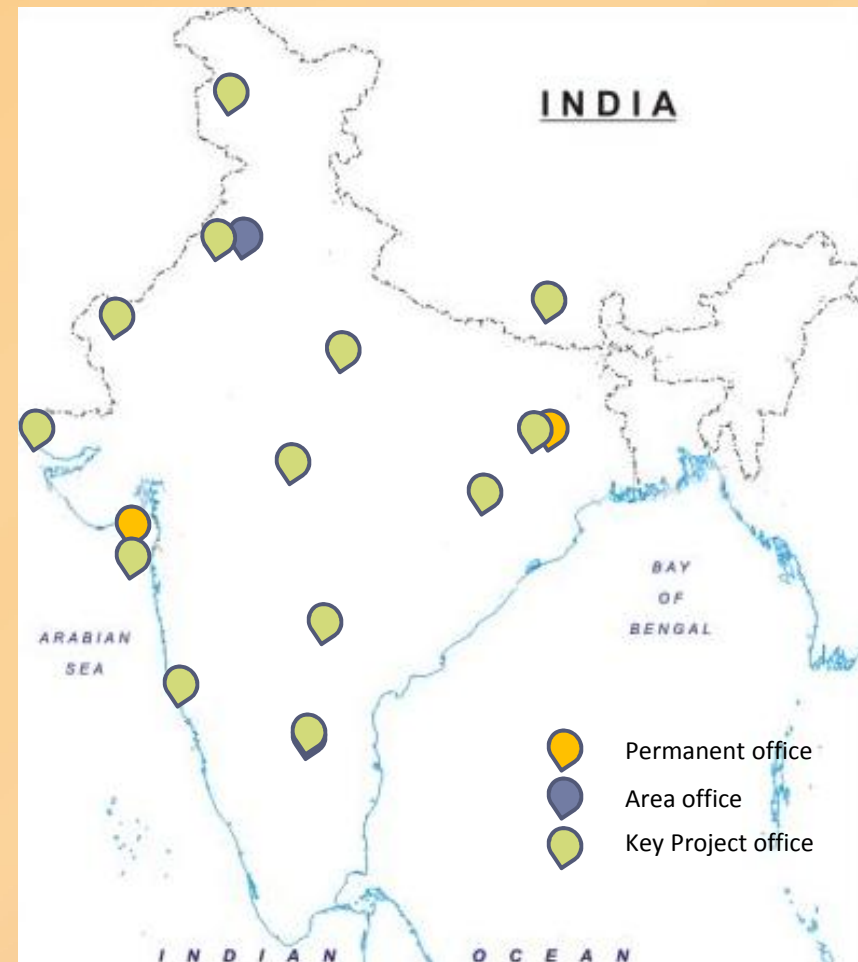 INDIA
BAY
OF
BENGAL
ARABIAN
SEA
Permanent office
Area office
Key Project office
INDIAN OCEAN